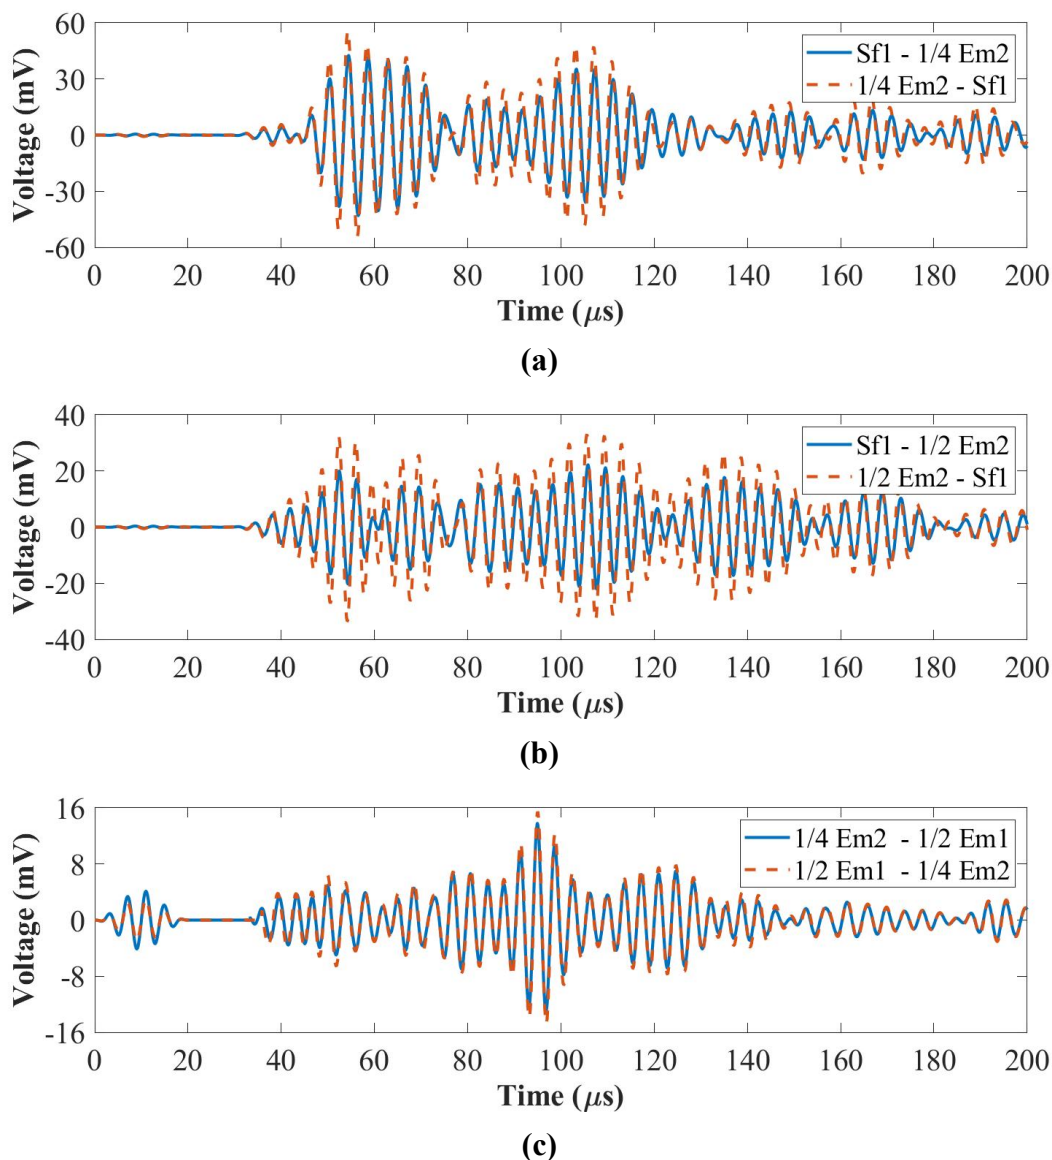 60
30
0
-30
-60
Voltage (mV)
Sf1 - 1/4 Em2
1/4 Em2 - Sf1
0 20 40 60 80 100 120 140 160 180 200
Time (μs)
(a)
40
20
0
-20
-40
Voltage (mV)
Sf1 - 1/2 Em2
1/2 Em2 - Sf1
0 20 40 60 80 100 120 140 160 180 200
Time (μs)
(b)
16
8
0
-8
-16
Voltage (mV)
1/4 Em2 - 1/2 Em1
1/2 Em1 - 1/4 Em2
0 20 40 60 80 100 120 140 160 180 200
Time (μs)
(c)